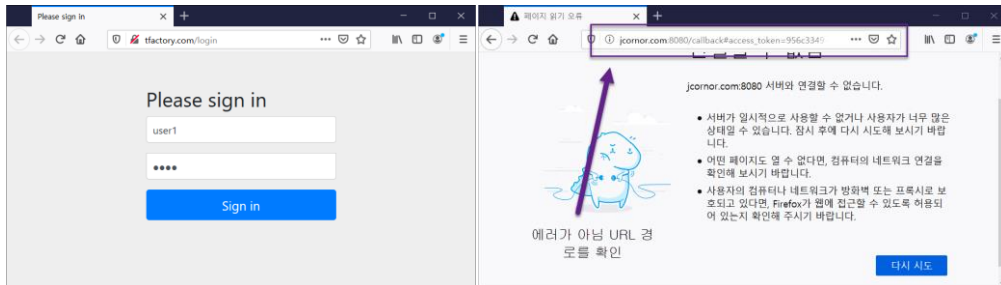 Please sign in
tfactory.com/login
Please sign in
user1
Sign in
페이지 읽기 오류
jcornor.com:8080/callback#access_token=956c3349
jcornor.com:8080 서버와 연결할 수 없습니다.
서버가 일시적으로 사용할 수 없거나 사용자가 너무 많은
상태일 수 있습니다. 잠시 후에 다시 시도해 보시기 바랍
니다.
어떤 페이지도 열 수 없다면, 컴퓨터의 네트워크 연결을
확인해 보시기 바랍니다.
사용자의 컴퓨터나 네트워크가 방화벽 또는 프록시로 보
호되고 있다면, Firefox가 웹에 접근할 수 있도록 허용되
어 있는지 확인해 주시기 바랍니다.
에러가 아님 URL 경
로를 확인
다시 시도